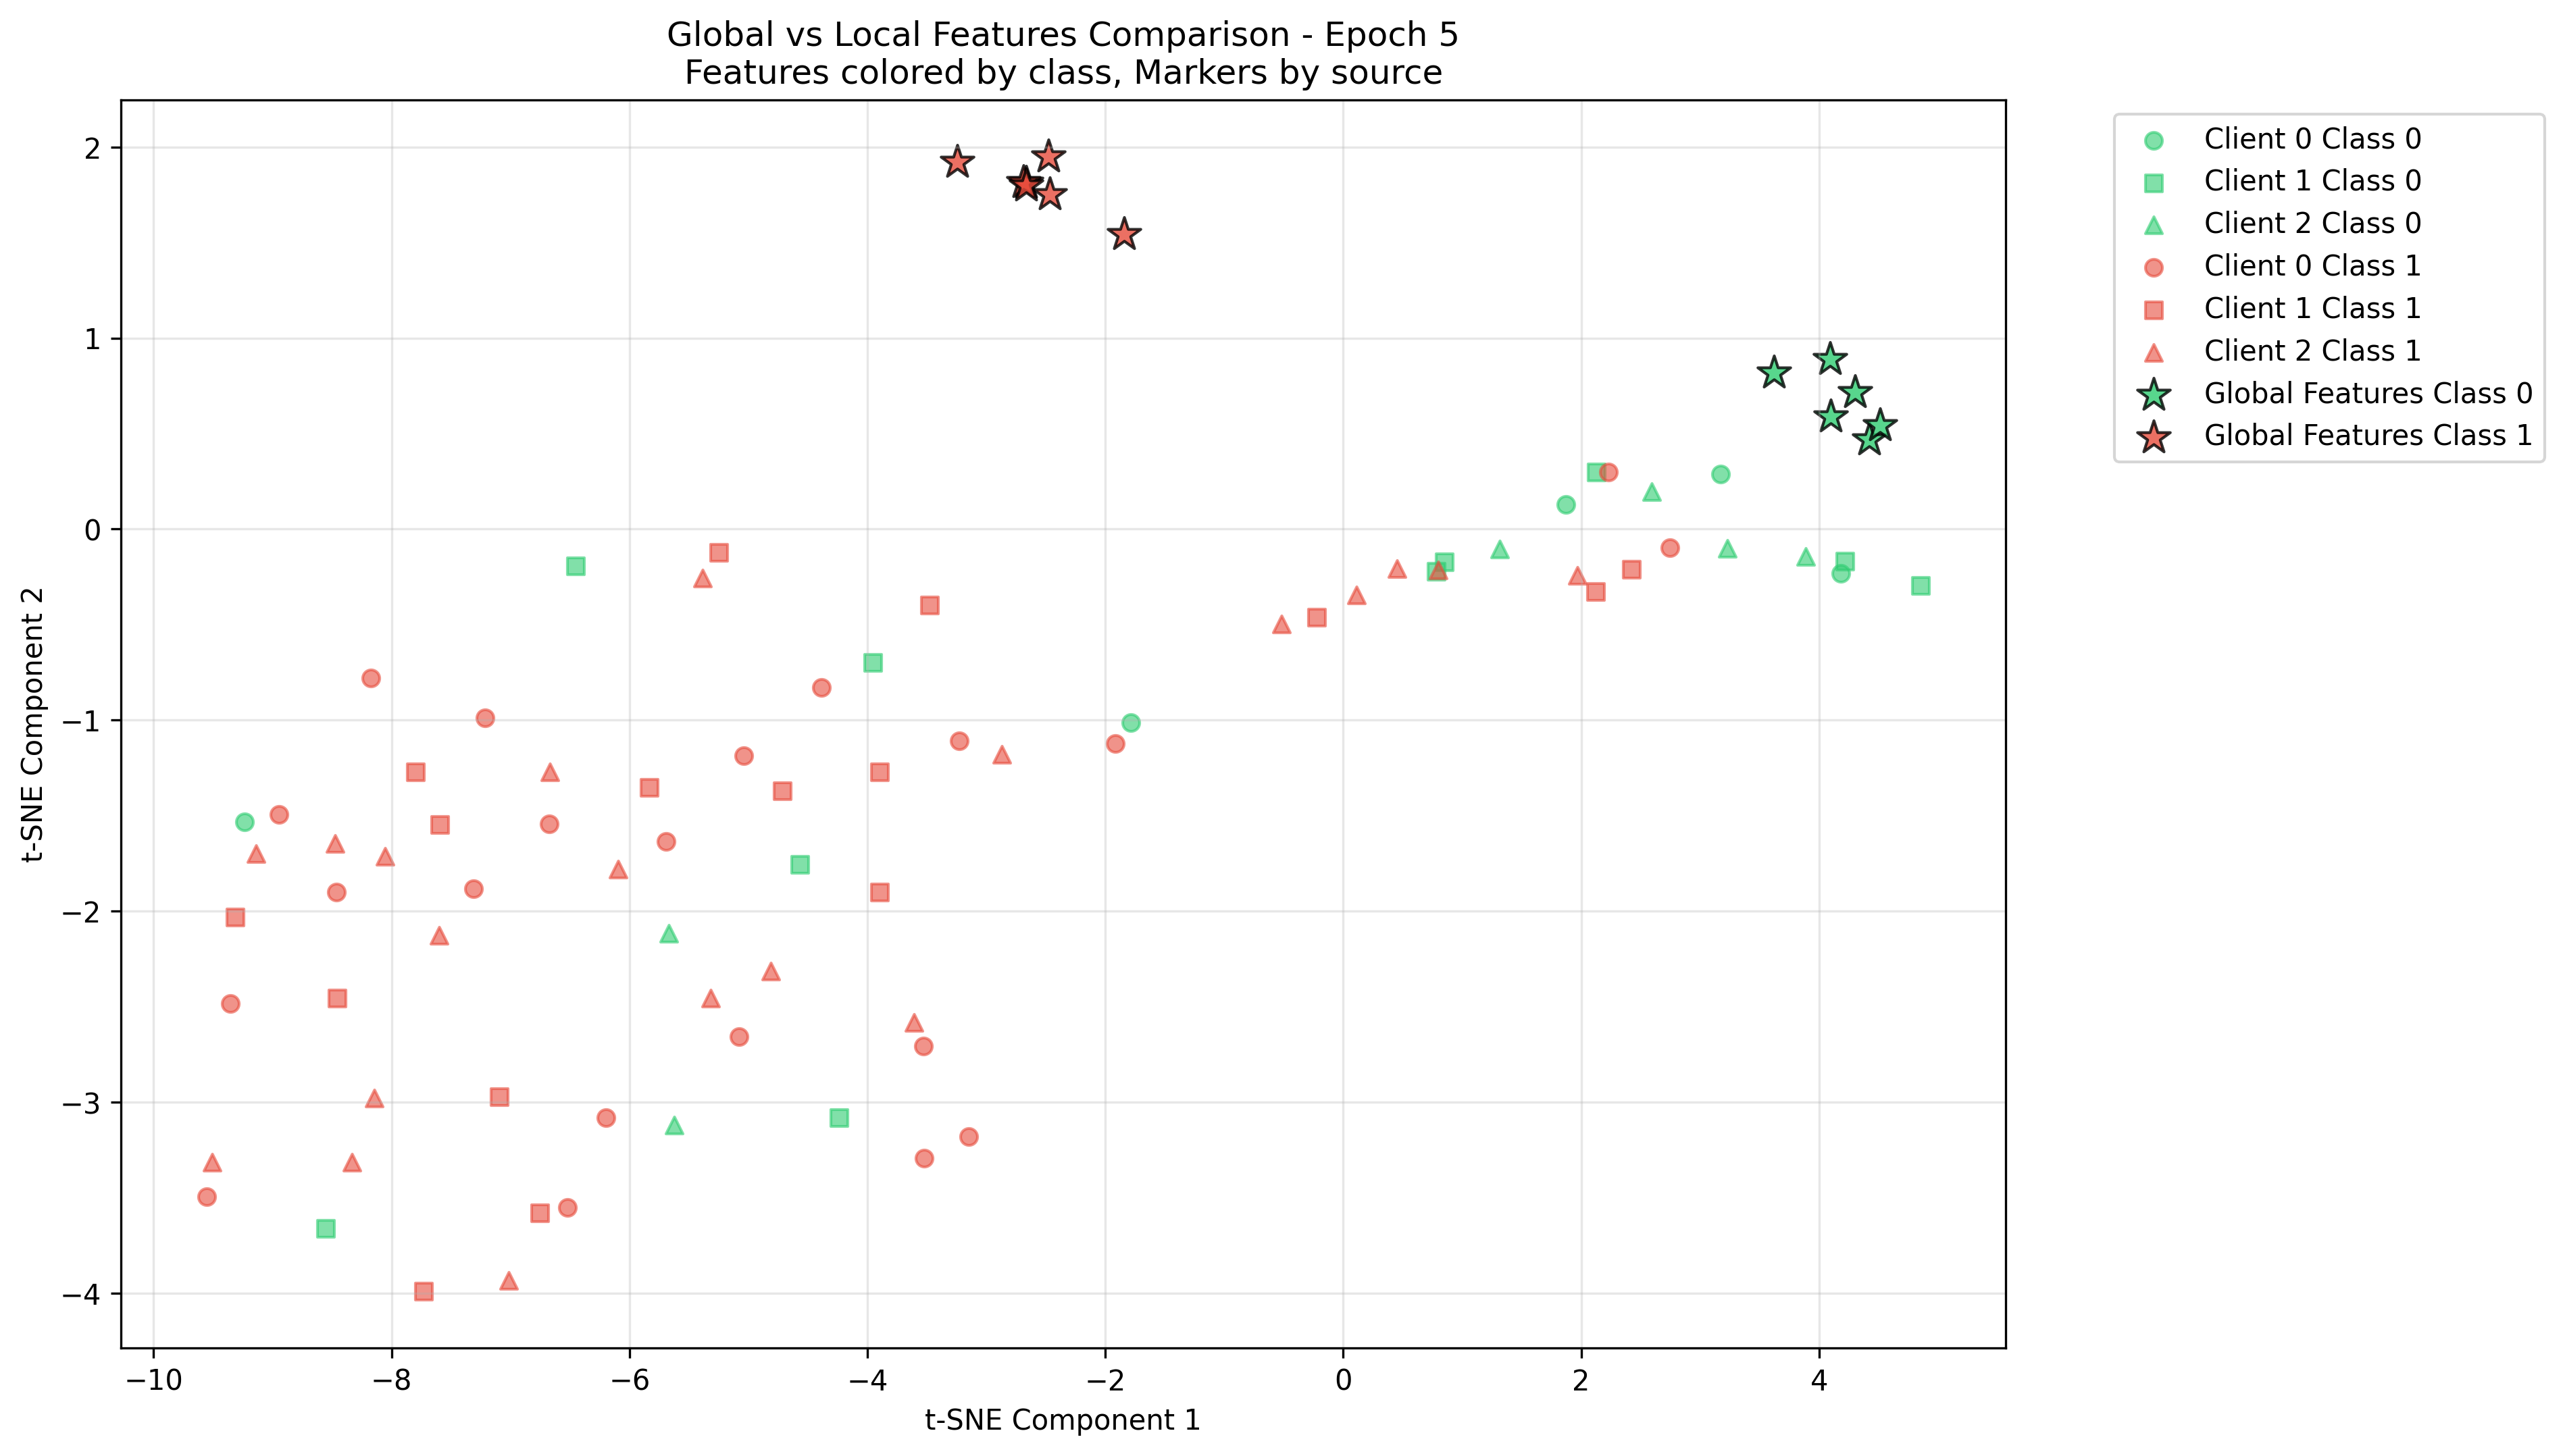 Global vs Local Features Comparison - Epoch 5
Features colored by class, Markers by source
Client 0 Class 0
Client 1 Class 0
Client 2 Class 0
Client 0 Class 1
Client 1 Class 1
Client 2 Class 1
Global Features Class 0
Global Features Class 1
t-SNE Component 2
2
1
0
−1
−2
−3
−4
−10 −8 −6 −4 −2 0 2 4
t-SNE Component 1